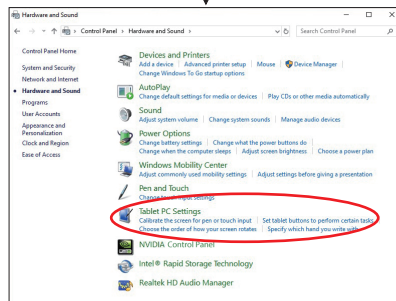 Hardware and Sound
Control Panel > Hardware and Sound >
Search Control Panel
Control Panel Home
System and Security
Network and Internet
Hardware and Sound
Programs
User Accounts
Appearance and
Personalization
Clock and Region
Ease of Access
Devices and Printers
Add a device | Advanced printer setup | Mouse | Device Manager |
Change Windows To Go startup options
AutoPlay
Change default settings for media or devices | Play CDs or other media automatically
Sound
Adjust system volume | Change system sounds | Manage audio devices
Power Options
Change battery settings | Change what the power buttons do |
Change when the computer sleeps | Adjust screen brightness | Choose a power plan
Windows Mobility Center
Adjust commonly used mobility settings | Adjust settings before giving a presentation
Pen and Touch
Change touch input settings
Tablet PC Settings
Calibrate the screen for pen or touch input | Set tablet buttons to perform certain tasks
Choose the order of how your screen rotates | Specify which hand you write with
NVIDIA Control Panel
Intel® Rapid Storage Technology
Realtek HD Audio Manager